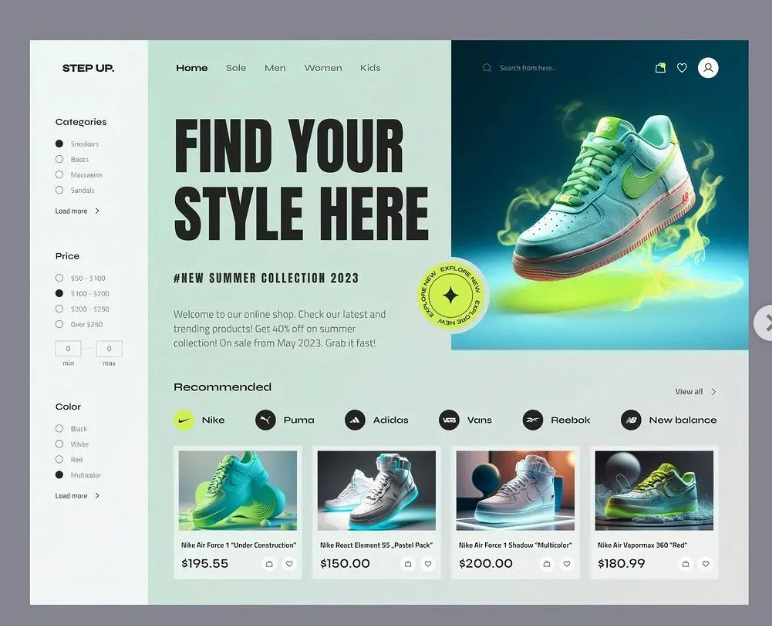 STEP UP.
Home Sale Men Women Kids
Search from here...
Categories
Sneakers
Boots
Moccasins
Sandals
Load more
Price
$50 - $100
$100 - $200
$200 - $250
Over $250
0 — 0
min max
Color
Black
White
Red
Multicolor
Load more
FIND YOUR
STYLE HERE
#NEW SUMMER COLLECTION 2023
Welcome to our online shop. Check our latest and
trending products! Get 40% off on summer
collection! On sale from May 2023. Grab it fast!
EXPLORE NEW EXPLORE NEW EXPLORE NEW
Recommended
View all
Nike Puma Adidas VANS Vans Reebok Nb New balance
Nike Air Force 1 "Under Construction"
$195.55
Nike React Element 55 „Pastel Pack"
$150.00
Nike Air Force 1 Shadow "Multicolor"
$200.00
Nike Air Vapormax 360 "Red"
$180.99